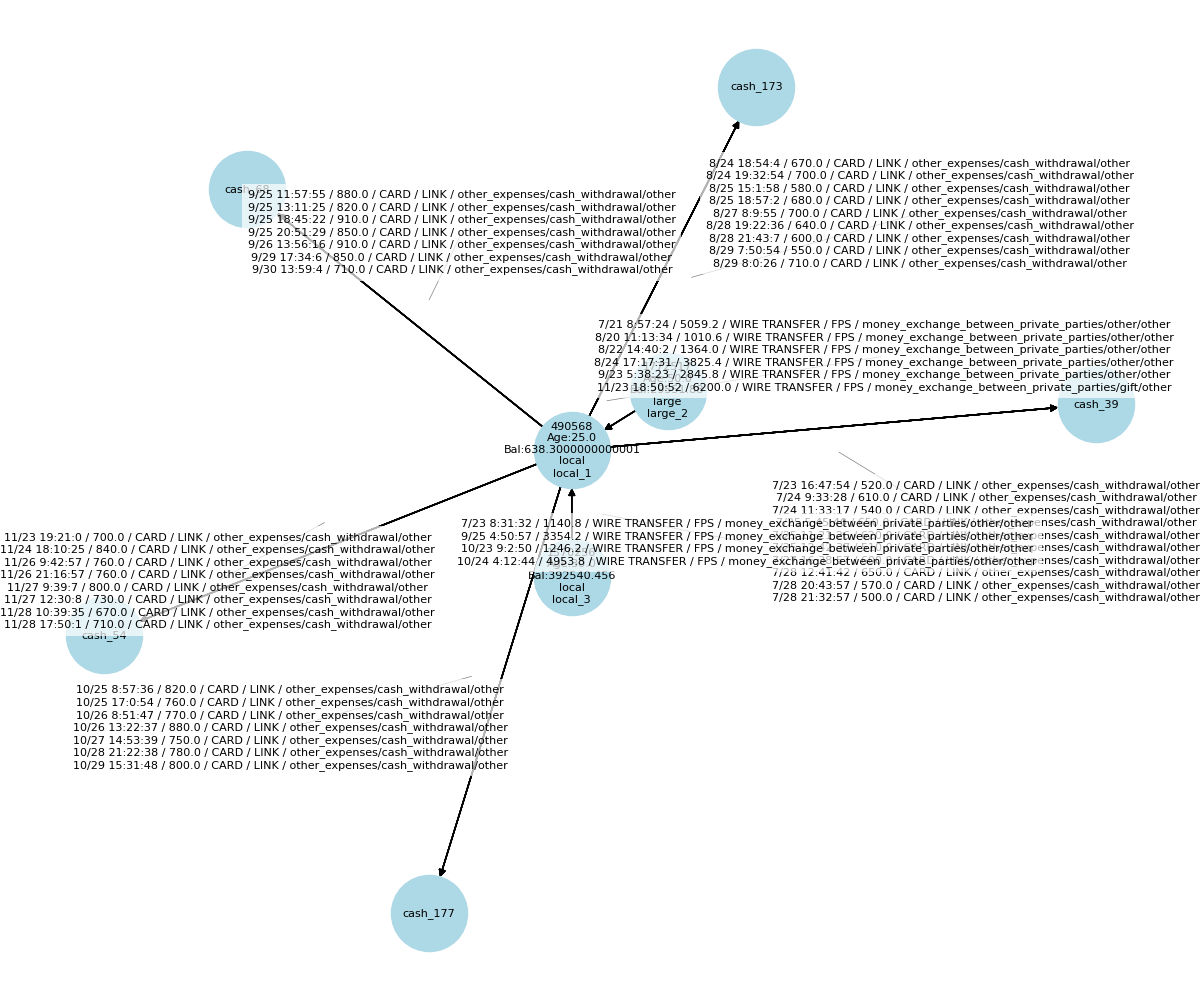 cash_173
8/24 18:54:4 / 670.0 / CARD / LINK / other_expenses/cash_withdrawal/other
8/24 19:32:54 / 700.0 / CARD / LINK / other_expenses/cash_withdrawal/other
8/25 15:1:58 / 580.0 / CARD / LINK / other_expenses/cash_withdrawal/other
8/25 18:57:2 / 680.0 / CARD / LINK / other_expenses/cash_withdrawal/other
8/27 8:9:55 / 700.0 / CARD / LINK / other_expenses/cash_withdrawal/other
8/28 19:22:36 / 640.0 / CARD / LINK / other_expenses/cash_withdrawal/other
8/28 21:43:7 / 600.0 / CARD / LINK / other_expenses/cash_withdrawal/other
8/29 7:50:54 / 550.0 / CARD / LINK / other_expenses/cash_withdrawal/other
8/29 8:0:26 / 710.0 / CARD / LINK / other_expenses/cash_withdrawal/other
9/25 11:57:55 / 880.0 / CARD / LINK / other_expenses/cash_withdrawal/other
9/25 13:11:25 / 820.0 / CARD / LINK / other_expenses/cash_withdrawal/other
9/25 18:45:22 / 910.0 / CARD / LINK / other_expenses/cash_withdrawal/other
9/25 20:51:29 / 850.0 / CARD / LINK / other_expenses/cash_withdrawal/other
9/26 13:56:16 / 910.0 / CARD / LINK / other_expenses/cash_withdrawal/other
9/29 17:34:6 / 850.0 / CARD / LINK / other_expenses/cash_withdrawal/other
9/30 13:59:4 / 710.0 / CARD / LINK / other_expenses/cash_withdrawal/other
7/21 8:57:24 / 5059.2 / WIRE TRANSFER / FPS / money_exchange_between_private_parties/other/other
8/20 11:13:34 / 1010.6 / WIRE TRANSFER / FPS / money_exchange_between_private_parties/other/other
8/22 14:40:2 / 1364.0 / WIRE TRANSFER / FPS / money_exchange_between_private_parties/other/other
8/24 17:17:31 / 3825.4 / WIRE TRANSFER / FPS / money_exchange_between_private_parties/other/other
9/23 5:38:23 / 2845.8 / WIRE TRANSFER / FPS / money_exchange_between_private_parties/other/other
11/23 18:50:52 / 6200.0 / WIRE TRANSFER / FPS / money_exchange_between_private_parties/gift/other
large
large_2
cash_39
490568
Age:25.0
Bal:638.3000000000001
local
local_1
7/23 16:47:54 / 520.0 / CARD / LINK / other_expenses/cash_withdrawal/other
7/24 9:33:28 / 610.0 / CARD / LINK / other_expenses/cash_withdrawal/other
7/24 11:33:17 / 540.0 / CARD / LINK / other_expenses/cash_withdrawal/other
7/28 12:41:42 / 650.0 / CARD / LINK / other_expenses/cash_withdrawal/other
7/28 20:43:57 / 570.0 / CARD / LINK / other_expenses/cash_withdrawal/other
7/28 21:32:57 / 500.0 / CARD / LINK / other_expenses/cash_withdrawal/other
7/23 8:31:32 / 1140.8 / WIRE TRANSFER / FPS / money_exchange_between_private_parties/other/other
9/25 4:50:57 / 3354.2 / WIRE TRANSFER / FPS / money_exchange_between_private_parties/other/other
10/23 9:2:50 / 1246.2 / WIRE TRANSFER / FPS / money_exchange_between_private_parties/other/other
10/24 4:12:44 / 4953.8 / WIRE TRANSFER / FPS / money_exchange_between_private_parties/other/other
Bal:392540.456
local
local_3
11/23 19:21:0 / 700.0 / CARD / LINK / other_expenses/cash_withdrawal/other
11/24 18:10:25 / 840.0 / CARD / LINK / other_expenses/cash_withdrawal/other
11/26 9:42:57 / 760.0 / CARD / LINK / other_expenses/cash_withdrawal/other
11/26 21:16:57 / 760.0 / CARD / LINK / other_expenses/cash_withdrawal/other
11/27 9:39:7 / 800.0 / CARD / LINK / other_expenses/cash_withdrawal/other
11/27 12:30:8 / 730.0 / CARD / LINK / other_expenses/cash_withdrawal/other
11/28 10:39:35 / 670.0 / CARD / LINK / other_expenses/cash_withdrawal/other
11/28 17:50:1 / 710.0 / CARD / LINK / other_expenses/cash_withdrawal/other
cash_54
10/25 8:57:36 / 820.0 / CARD / LINK / other_expenses/cash_withdrawal/other
10/25 17:0:54 / 760.0 / CARD / LINK / other_expenses/cash_withdrawal/other
10/26 8:51:47 / 770.0 / CARD / LINK / other_expenses/cash_withdrawal/other
10/26 13:22:37 / 880.0 / CARD / LINK / other_expenses/cash_withdrawal/other
10/27 14:53:39 / 750.0 / CARD / LINK / other_expenses/cash_withdrawal/other
10/28 21:22:38 / 780.0 / CARD / LINK / other_expenses/cash_withdrawal/other
10/29 15:31:48 / 800.0 / CARD / LINK / other_expenses/cash_withdrawal/other
cash_177